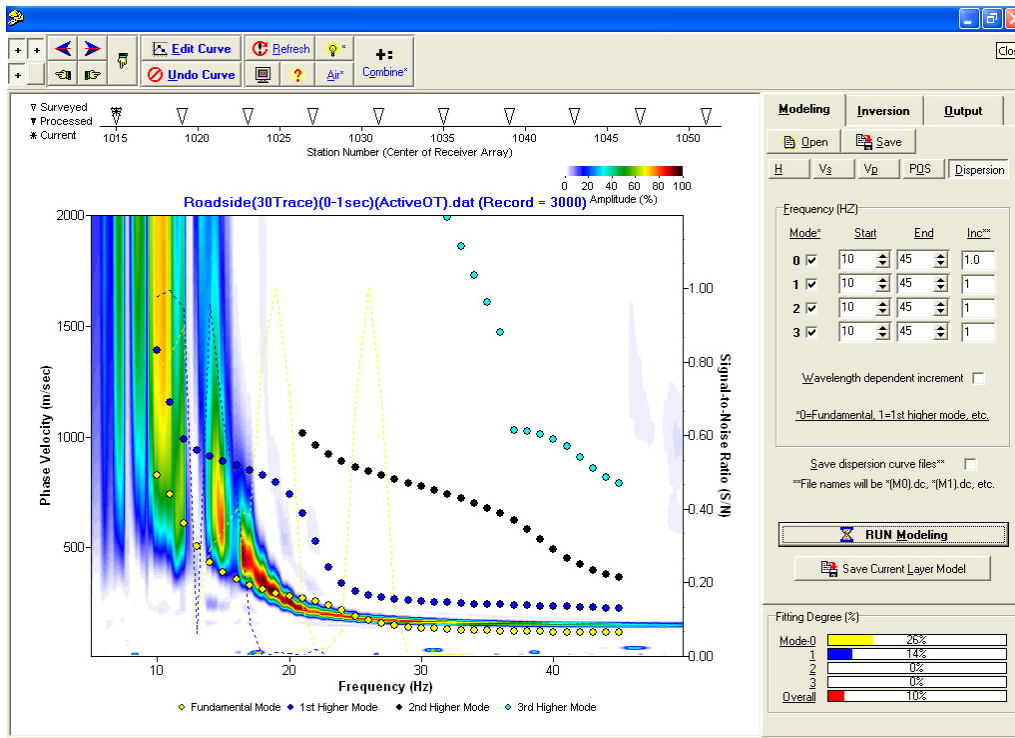 Edit Curve Refresh *
Undo Curve ? Air* Combine*
Clos
Surveyed
Processed
Current
1015 1020 1025 1030 1035 1040 1045 1050
Station Number (Center of Receiver Array)
0 20 40 60 80 100
Amplitude (%)
Roadside(30Trace)(0-1sec)(ActiveOT).dat (Record = 3000)
2000
1500
1000
500
Phase Velocity (m/sec)
1.00
0.80
0.60
0.40
0.20
0.00
Signal-to-Noise Ratio (S/N)
10 20 30 40
Frequency (Hz)
Fundamental Mode 1st Higher Mode 2nd Higher Mode 3rd Higher Mode
Modeling Inversion Output
Open Save
H Vs Vp POS Dispersion
Frequency (HZ)
Mode* Start End Inc**
0 10 45 1.0
1 10 45 1
2 10 45 1
3 10 45 1
Wavelength dependent increment
*0=Fundamental, 1=1st higher mode, etc.
Save dispersion curve files**
**File names will be *(M0).dc, *(M1).dc, etc.
RUN Modeling
Save Current Layer Model
Fitting Degree (%)
Mode-0 26%
1 14%
2 0%
3 0%
Overall 10%